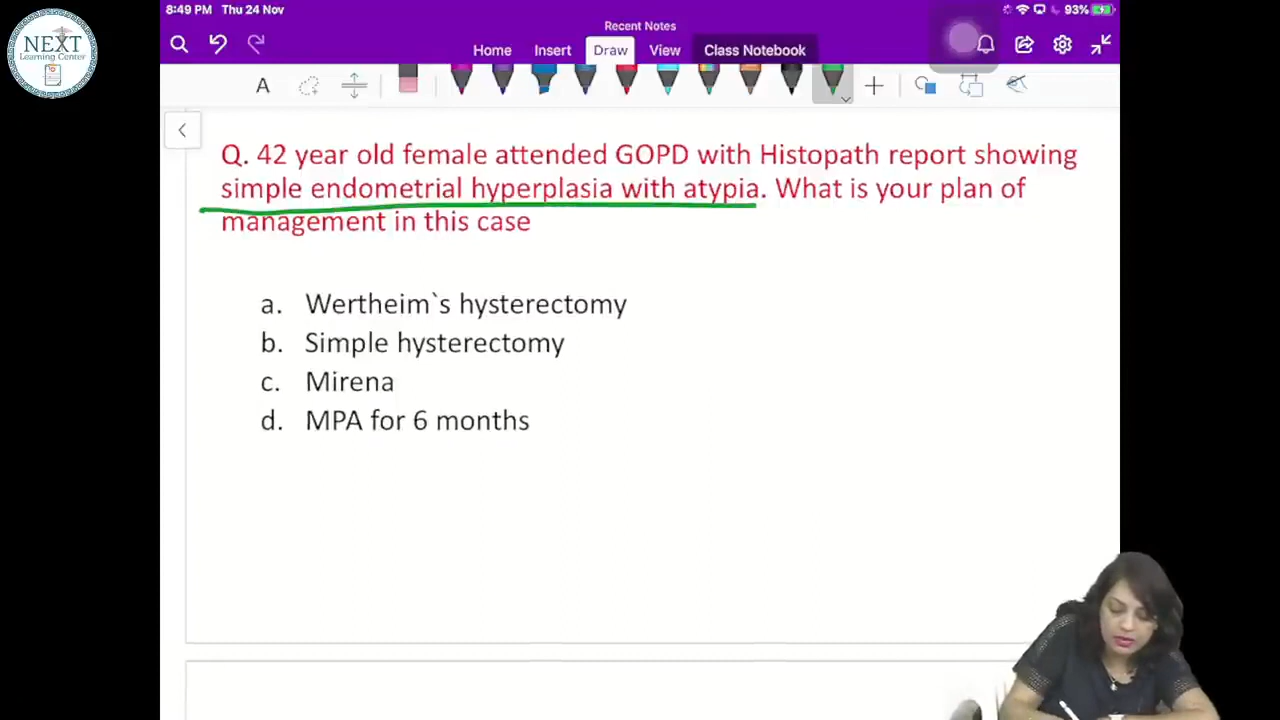 8:49 PM Thu 24 Nov
93%
Recent Notes
Home Insert Draw View Class Notebook
NEXT
Learning Center
A
Q. 42 year old female attended GOPD with Histopath report showing
simple endometrial hyperplasia with atypia. What is your plan of
management in this case
a. Wertheim`s hysterectomy
b. Simple hysterectomy
c. Mirena
d. MPA for 6 months